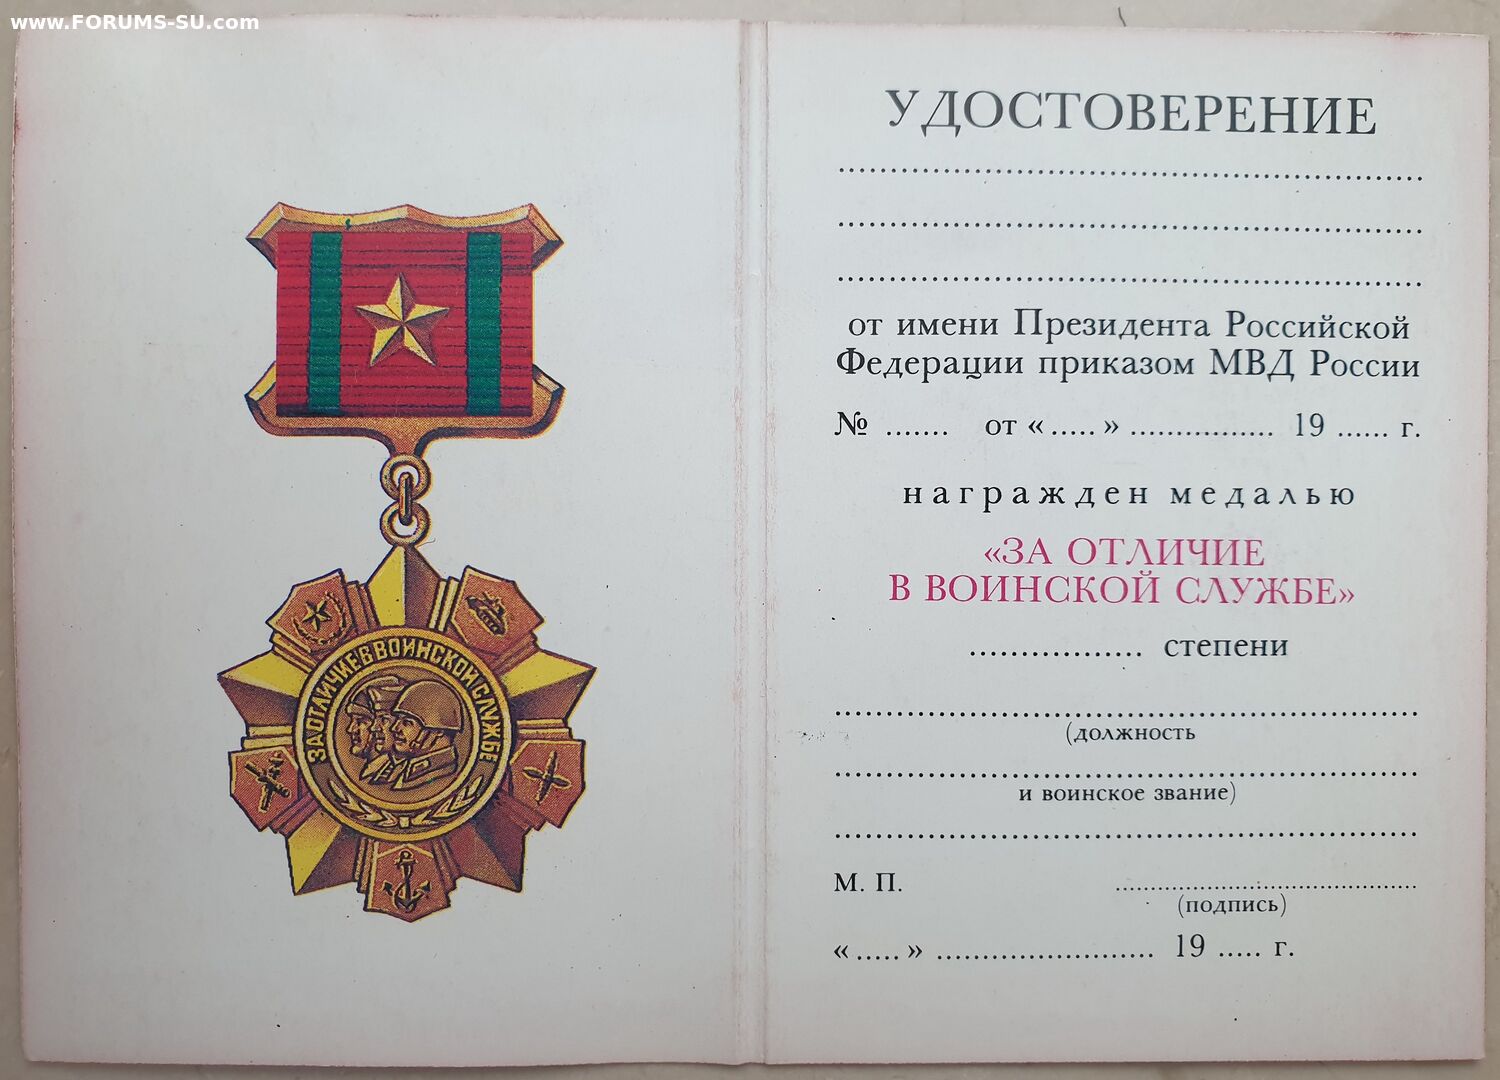 www.FORUMS-SU.com
ЗА ОТЛИЧИЕ В ВОИНСКОЙ СЛУЖБЕ
УДОСТОВЕРЕНИЕ
от имени Президента Российской
Федерации приказом МВД России
№ ....... от «.....» ................ 19 ...... г.
награжден медалью
«ЗА ОТЛИЧИЕ
В ВОИНСКОЙ СЛУЖБЕ»
................. степени
(должность
и воинское звание)
М. П.
(подпись)
«.....» ........................ 19 ..... г.